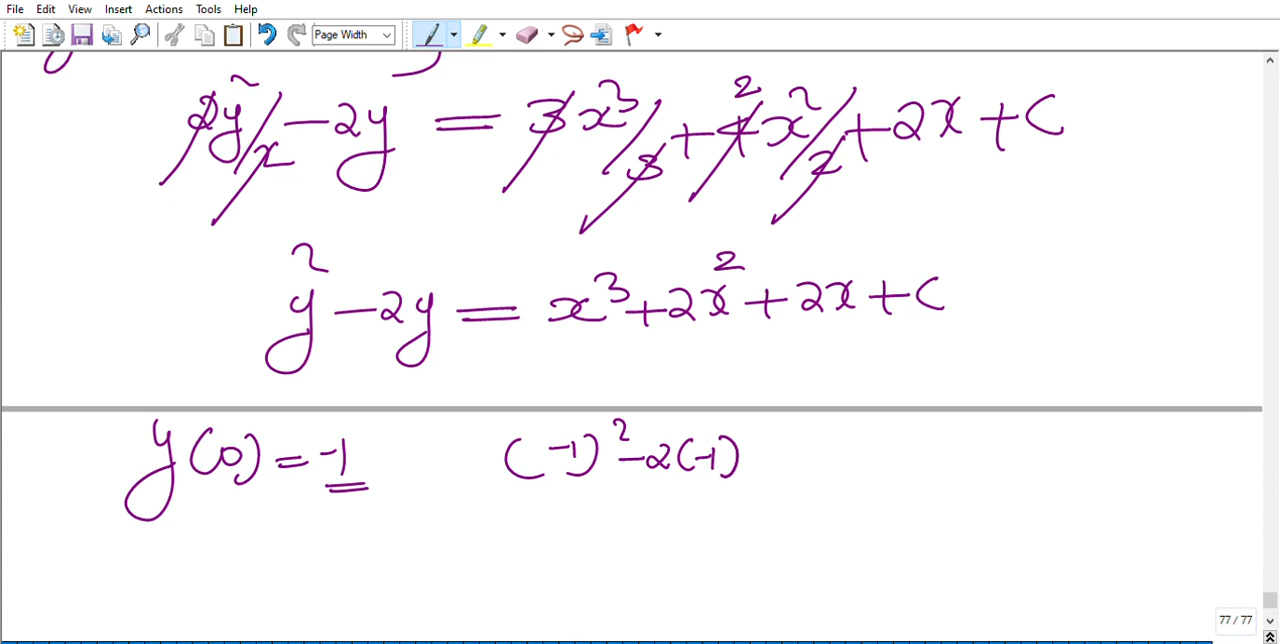 File Edit View Insert Actions Tools Help
Page Width
2y²/2 - 2y = 3x³/3 + 4x²/2 + 2x + C
y² - 2y = x³ + 2x² + 2x + C
y(0) = -1 (-1)² - 2(-1)
77 / 77